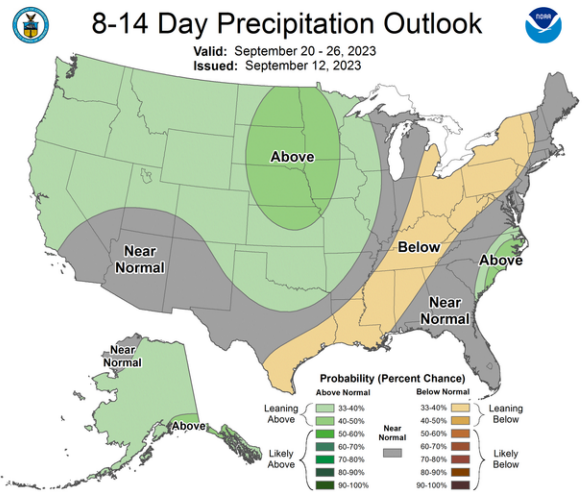 8-14 Day Precipitation Outlook
Valid: September 20 - 26, 2023
Issued: September 12, 2023
NOAA
Above
Near
Normal
Below
Above
Near
Normal
Near
Normal
Above
Probability (Percent Chance)
Above Normal
Below Normal
Leaning
Above
33-40%
40-50%
Likely
Above
50-60%
60-70%
70-80%
80-90%
90-100%
Near
Normal
33-40%
40-50%
Leaning
Below
50-60%
60-70%
70-80%
80-90%
90-100%
Likely
Below